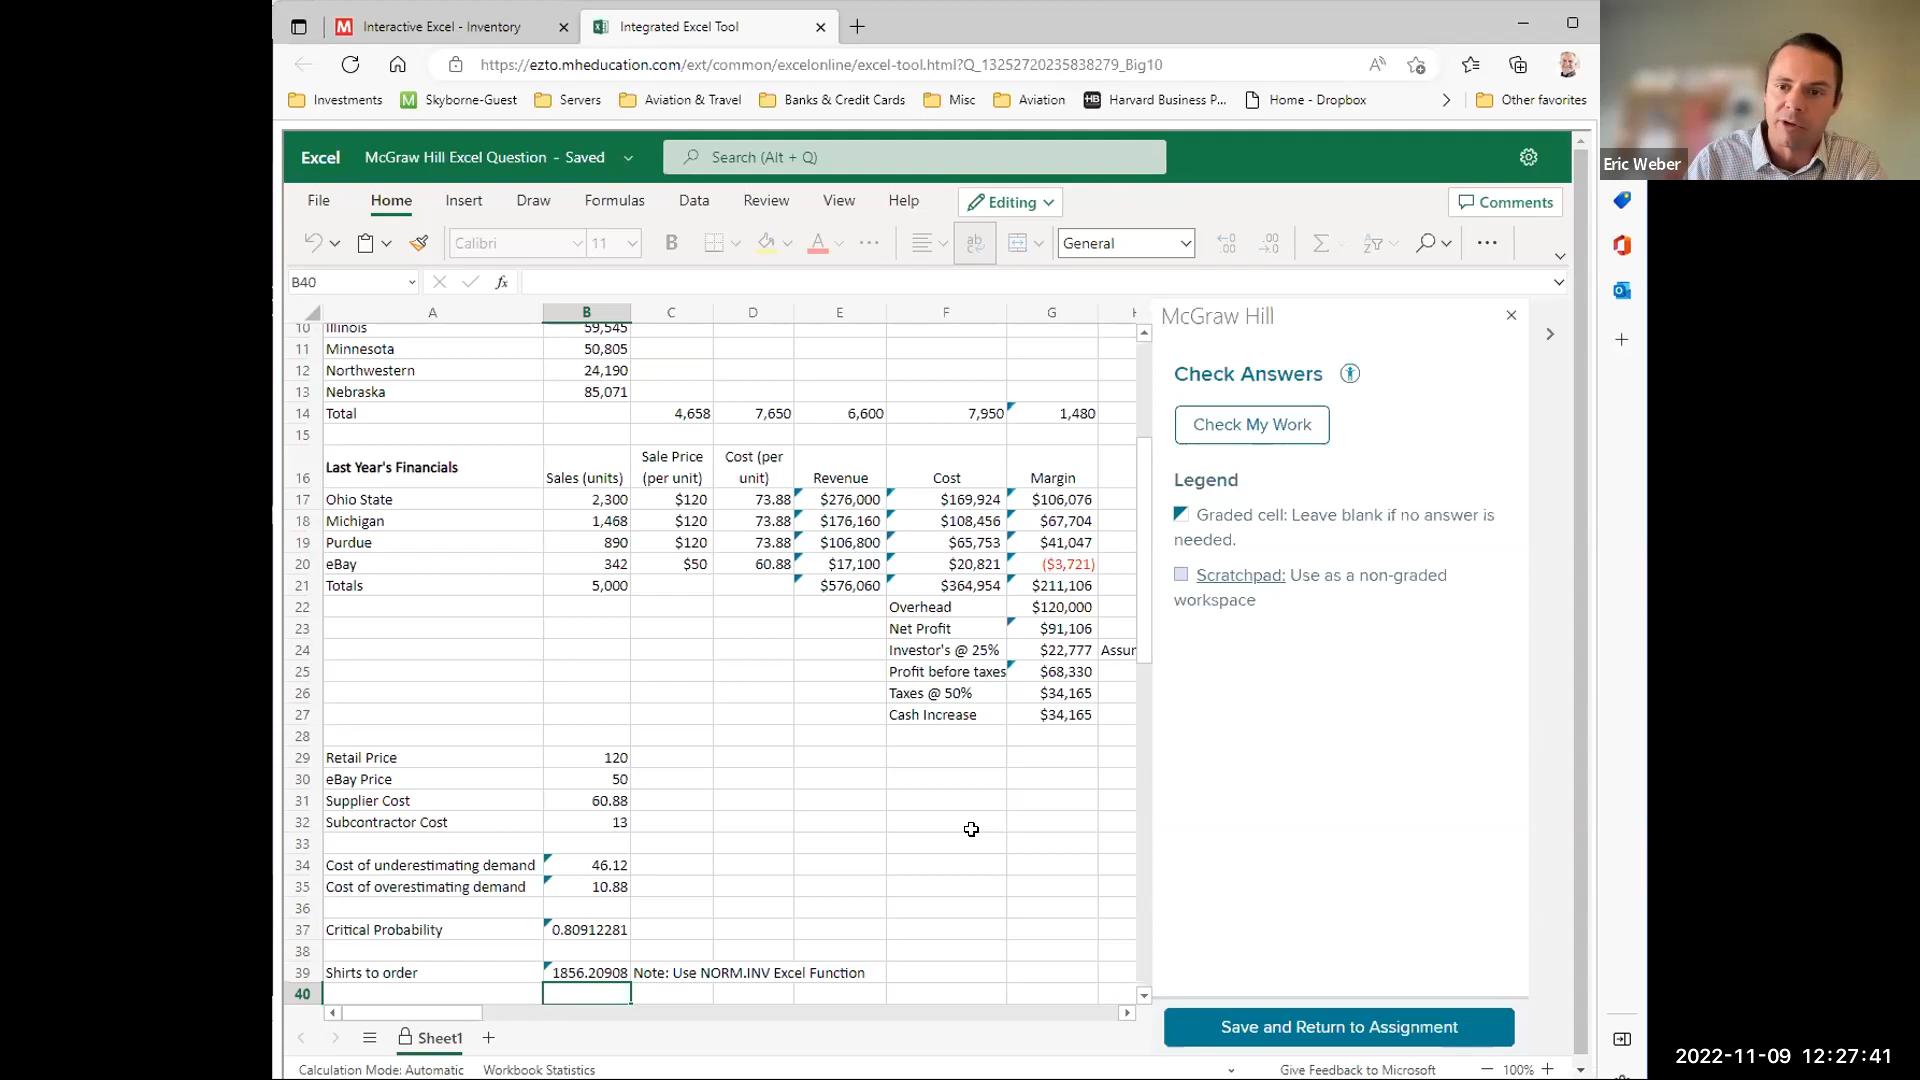 Interactive Excel - Inventory
Integrated Excel Tool
https://ezto.mheducation.com/ext/common/excelonline/excel-tool.html?Q_13252720235838279_Big10
Investments
Skyborne-Guest
Servers
Aviation & Travel
Banks & Credit Cards
Misc
Aviation
HB Harvard Business P...
Home - Dropbox
Other favorites
Eric Weber
Excel McGraw Hill Excel Question - Saved
Search (Alt + Q)
File Home Insert Formulas Draw Data Review View Help
Editing
Comments
Calibri 11 B A ab General
B40 fx
A B C D E F G
10 Illinois 59,545
11 Minnesota 50,805
12 Northwestern 24,190
13 Nebraska 85,071
14 Total 4,658 7,650 6,600 7,950 1,480
15
16 Last Year's Financials Sales (units) Sale Price (per unit) Cost (per unit) Revenue Cost Margin
17 Ohio State 2,300 $120 73.88 $276,000 $169,924 $106,076
18 Michigan 1,468 $120 73.88 $176,160 $108,456 $67,704
19 Purdue 890 $120 73.88 $106,800 $65,753 $41,047
20 eBay 342 $50 60.88 $17,100 $20,821 ($3,721)
21 Totals 5,000 $576,060 $364,954 $211,106
22 Overhead $120,000
23 Net Profit $91,106
24 Investor's @ 25% $22,777 Assur
25 Profit before taxes $68,330
26 Taxes @ 50% $34,165
27 Cash Increase $34,165
28
29 Retail Price 120
30 eBay Price 50
31 Supplier Cost 60.88
32 Subcontractor Cost 13
33
34 Cost of underestimating demand 46.12
35 Cost of overestimating demand 10.88
36
37 Critical Probability 0.80912281
38
39 Shirts to order 1856.20908 Note: Use NORM.INV Excel Function
40
McGraw Hill
Check Answers
Check My Work
Legend
Graded cell: Leave blank if no answer is
needed.
Scratchpad: Use as a non-graded
workspace
Save and Return to Assignment
Sheet1
Calculation Mode: Automatic Workbook Statistics
Give Feedback to Microsoft
100%
2022-11-09 12:27:41